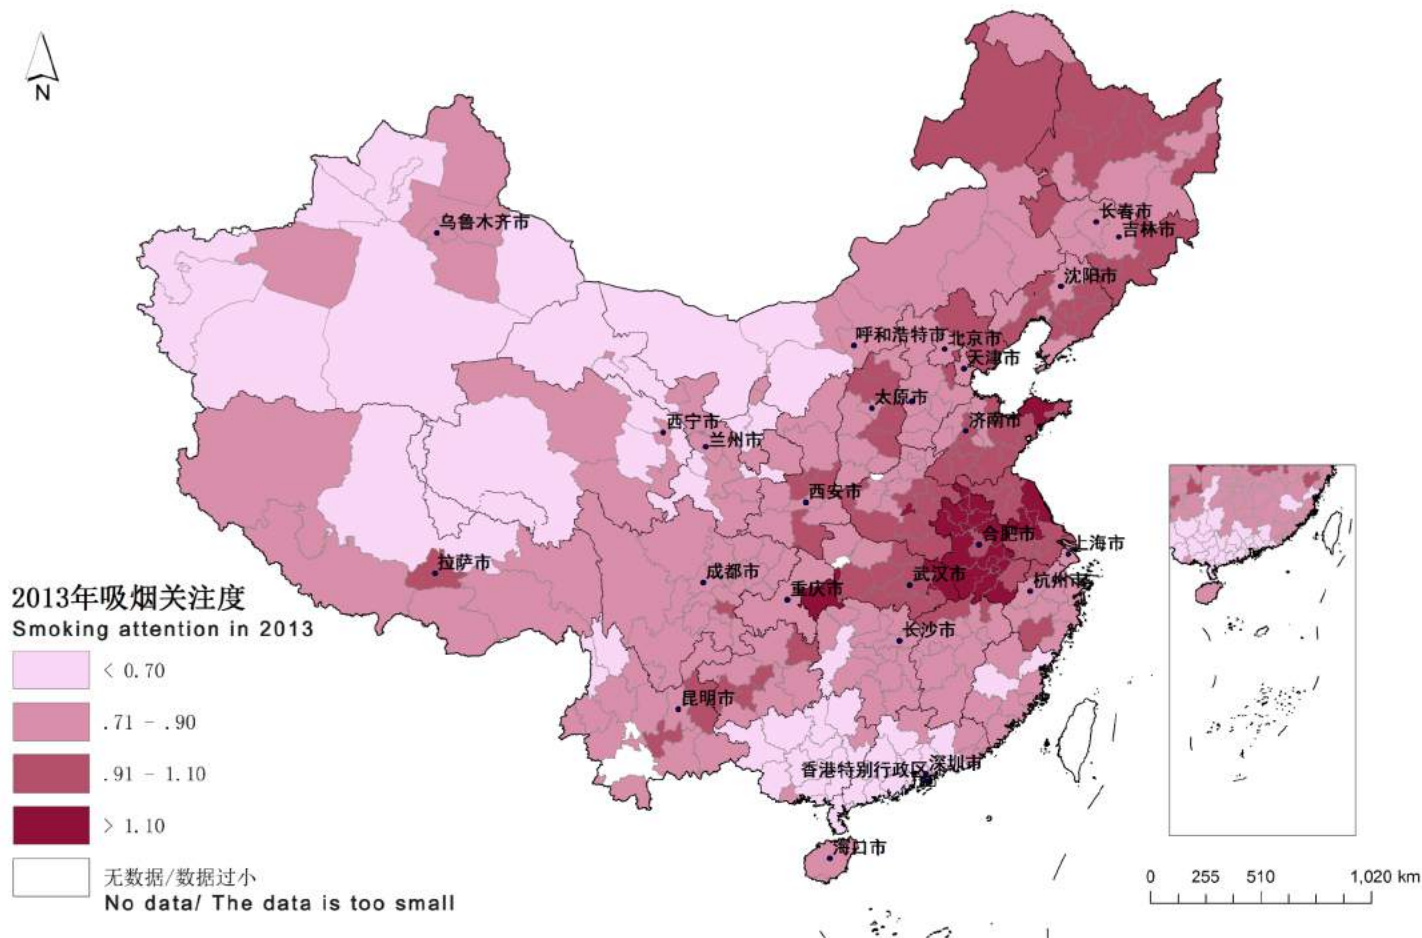 N
乌鲁木齐市
长春市
吉林市
沈阳市
呼和浩特市
北京市
天津市
太原市
济南市
西宁市
兰州市
西安市
合肥市
上海市
拉萨市
成都市
重庆市
武汉市
杭州市
长沙市
昆明市
香港特别行政区
深圳市
海口市
2013年吸烟关注度
Smoking attention in 2013
< 0.70
.71 - .90
.91 - 1.10
> 1.10
无数据/数据过小
No data/ The data is too small
0 255 510 1,020 km